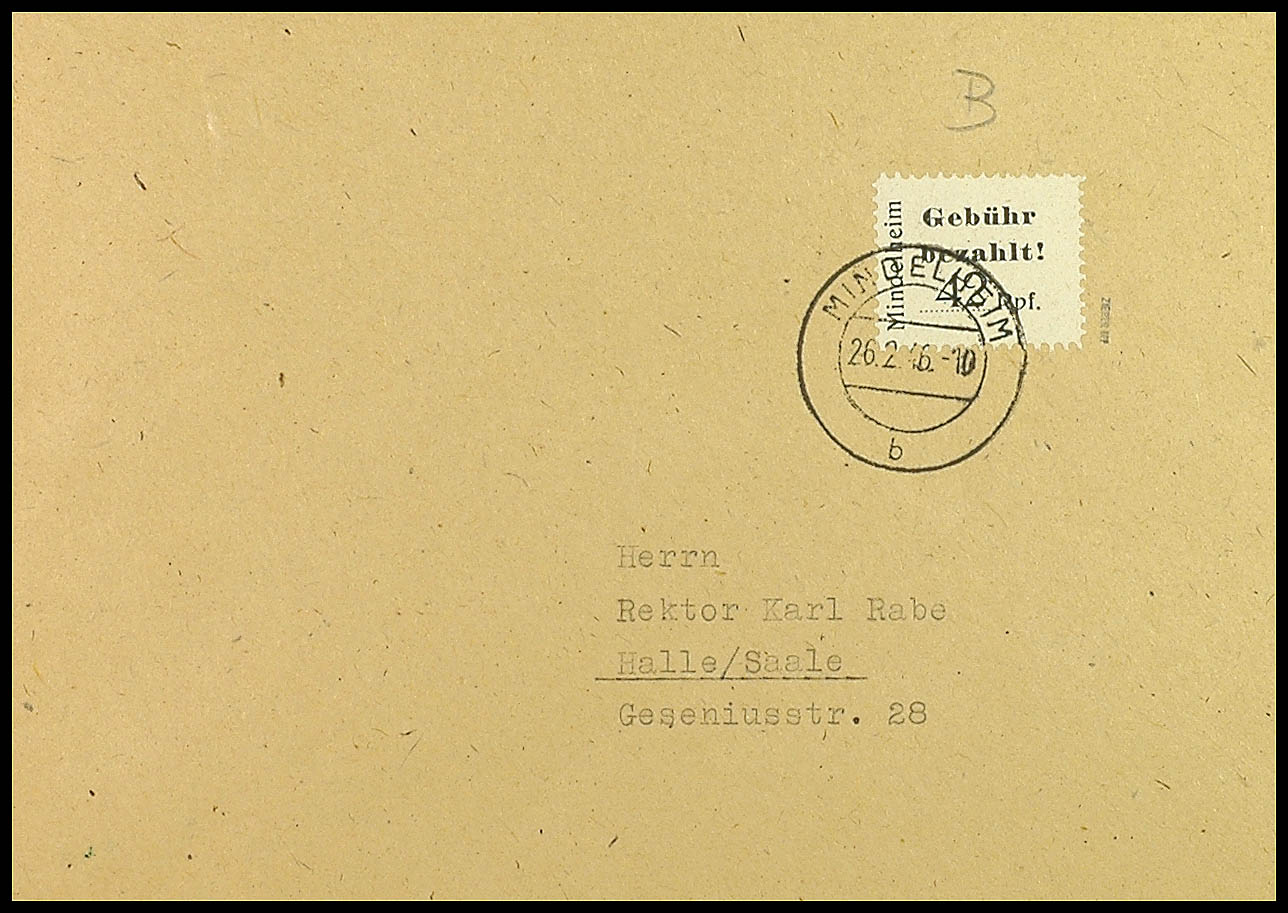 B
Mindelheim
Gebühr
bezahlt!
42 Rpf.
MINDELHEIM
26.2.46.-10
b
Herrn
Rektor Karl Rabe
Halle/Saale
Geseniusstr. 28